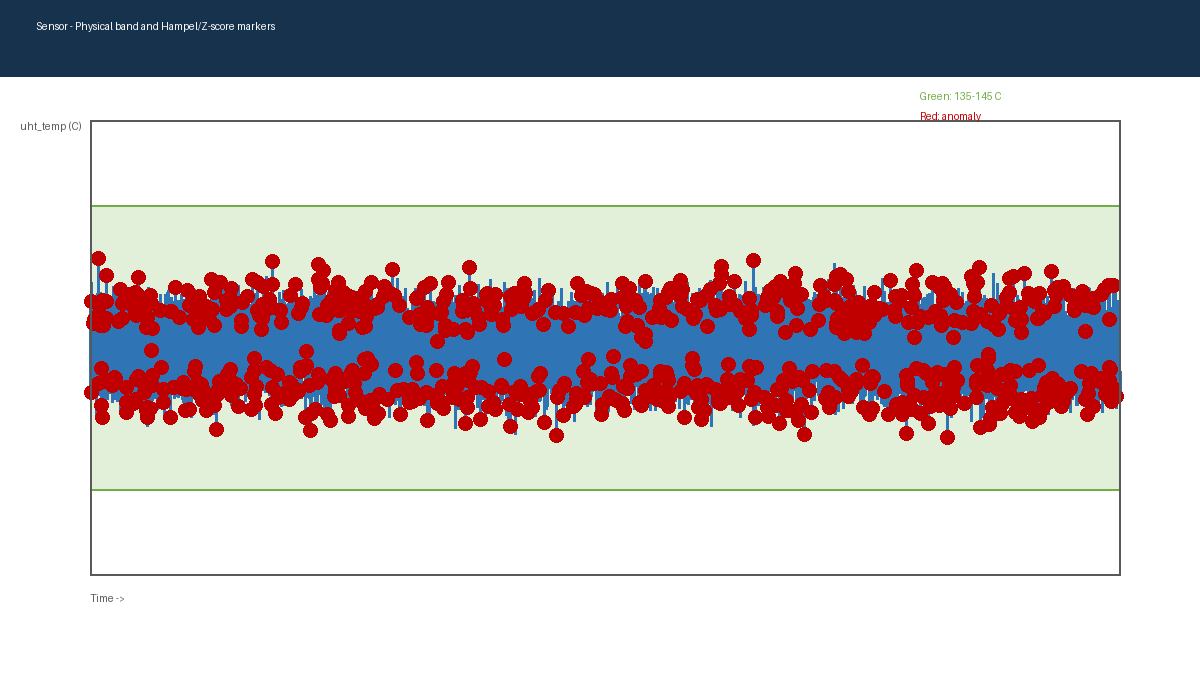 Sensor - Physical band and Hampel/Z-score markers
Green: 135-145 C
Red: anomaly
uht_temp (C)
Time ->